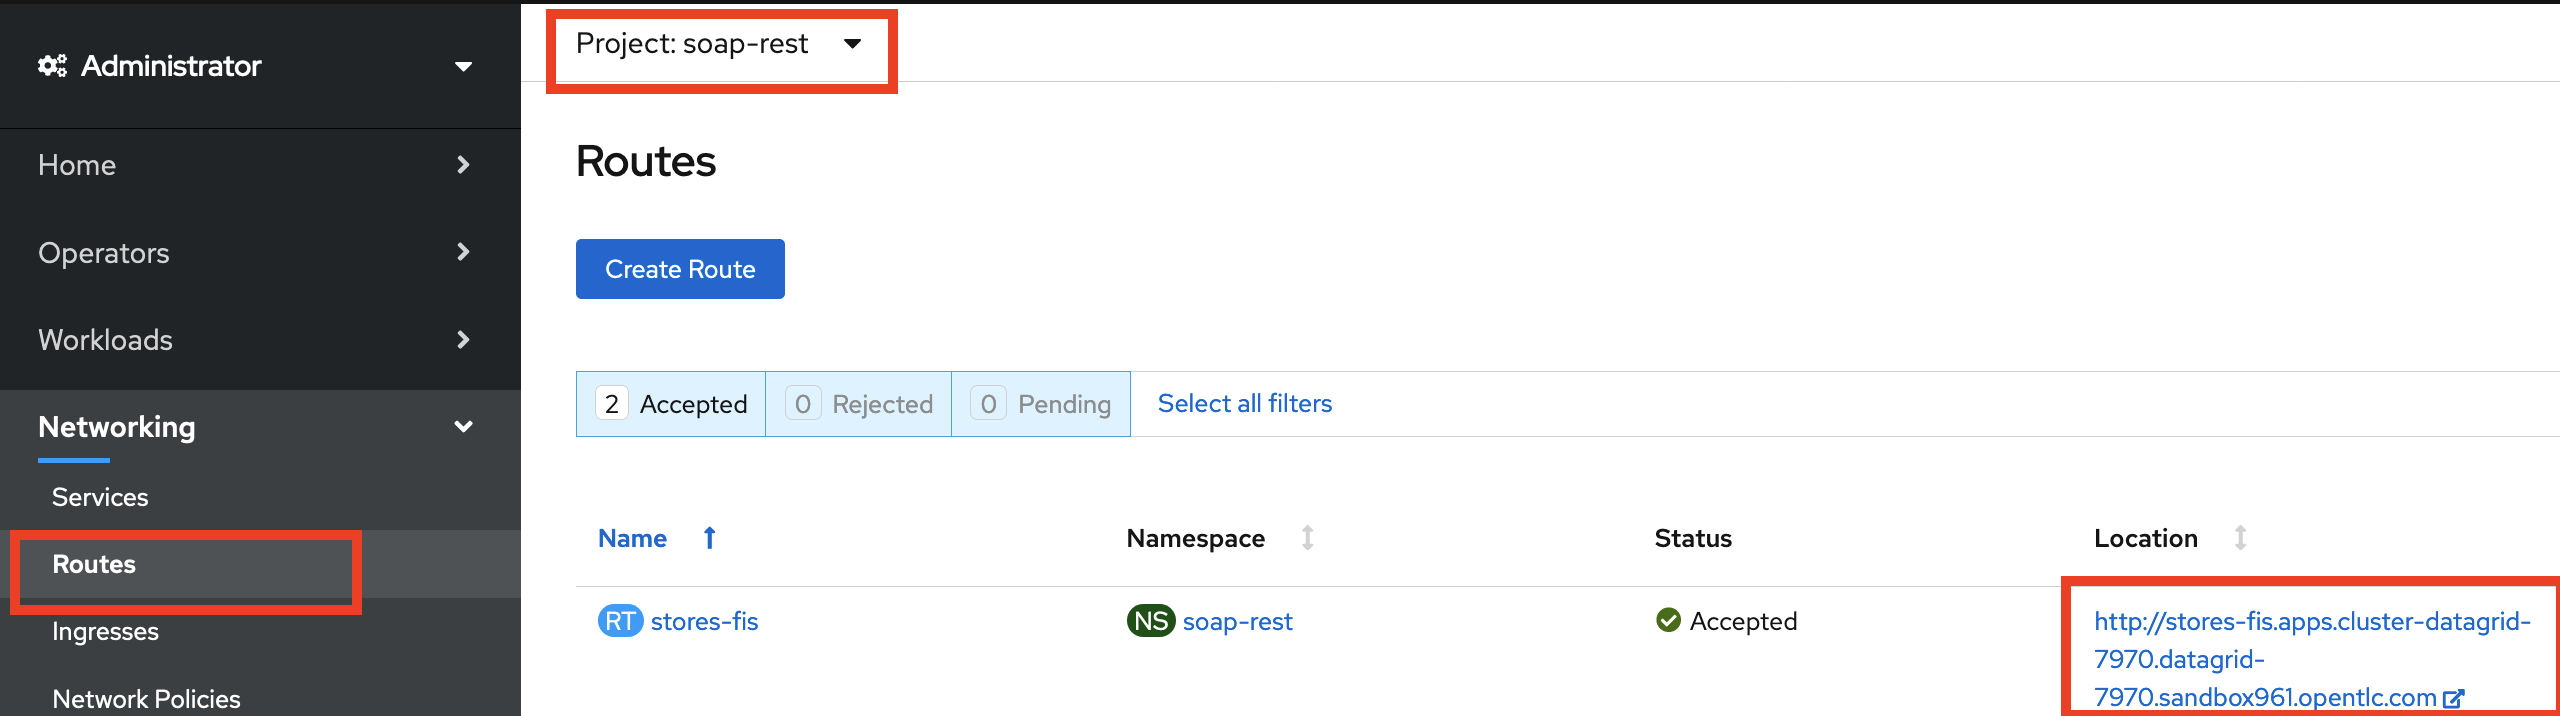 Administrator
Home
Operators
Workloads
Networking
Services
Routes
Ingresses
Network Policies
Project: soap-rest
Routes
Create Route
2 Accepted 0 Rejected 0 Pending Select all filters
Name Namespace Status Location
RT stores-fis NS soap-rest Accepted http://stores-fis.apps.cluster-datagrid-
7970.datagrid-
7970.sandbox961.opentlc.com